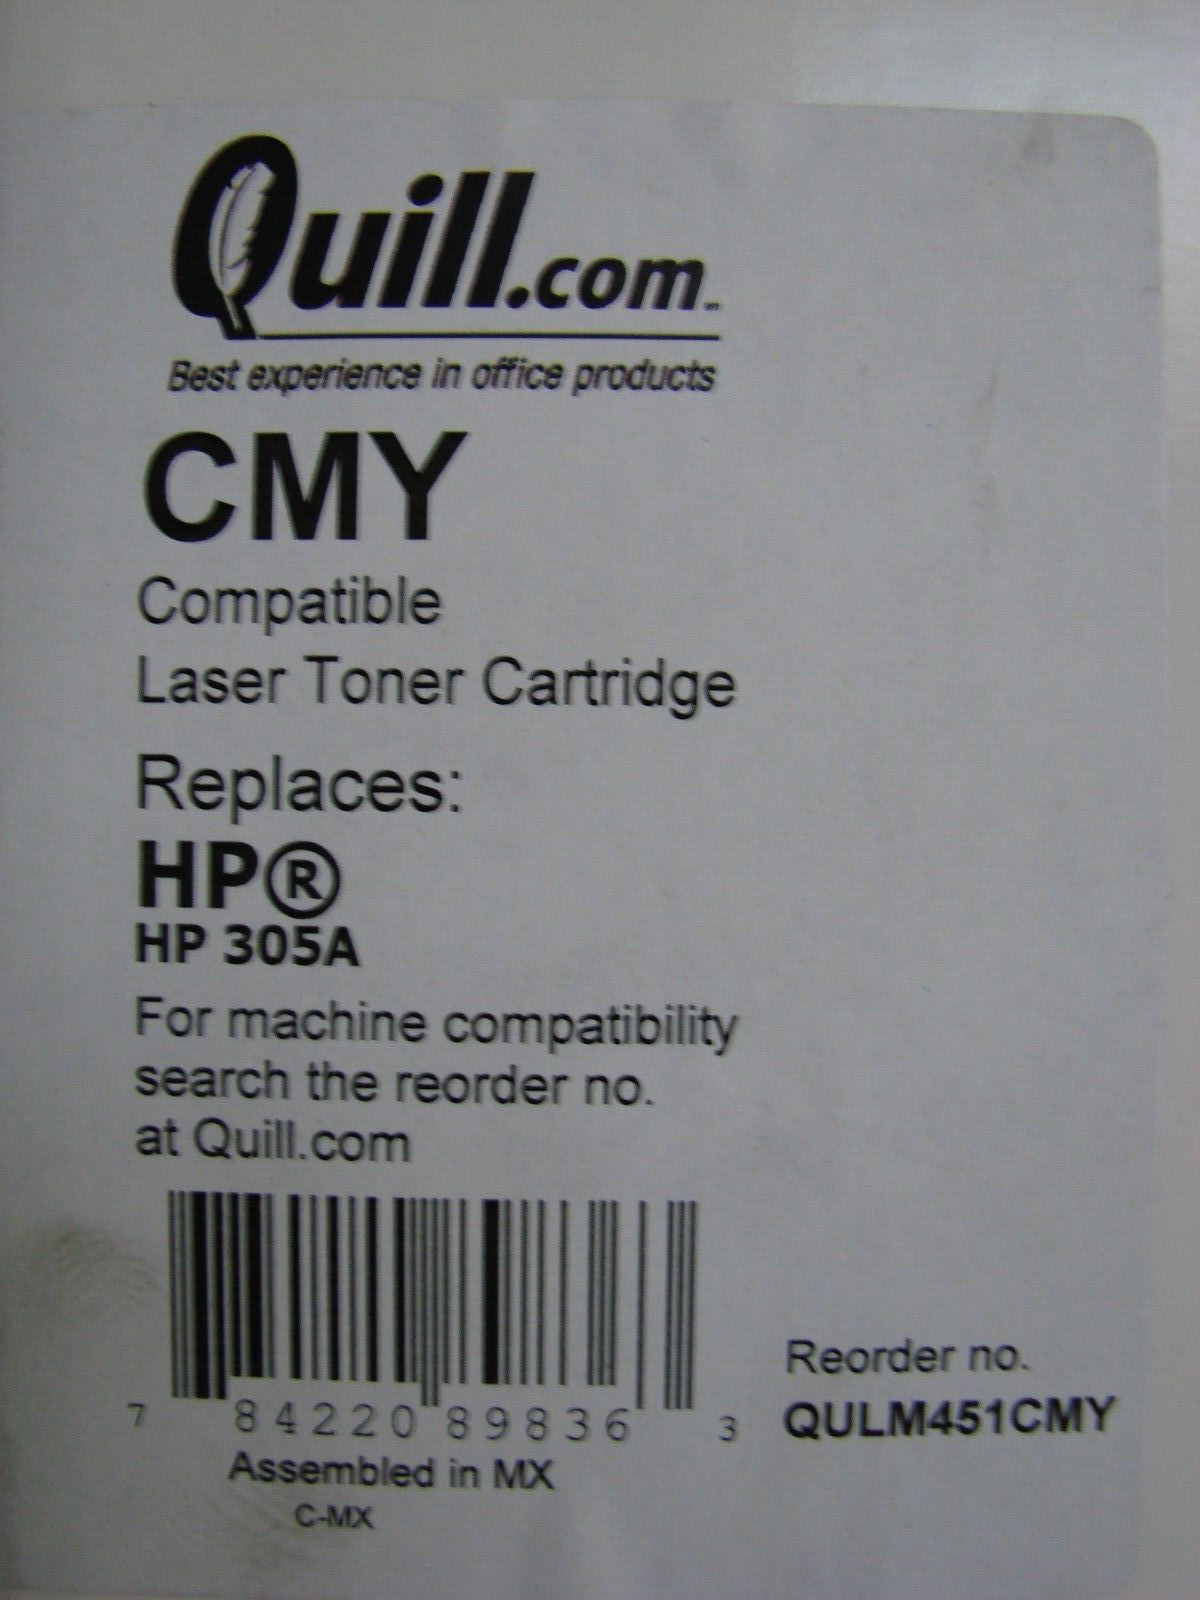 Quill.com™
Best experience in office products
CMY
Compatible
Laser Toner Cartridge
Replaces:
HP®
HP 305A
For machine compatibility
search the reorder no.
at Quill.com
7 84220 89836 3
Reorder no.
QULM451CMY
Assembled in MX
C-MX